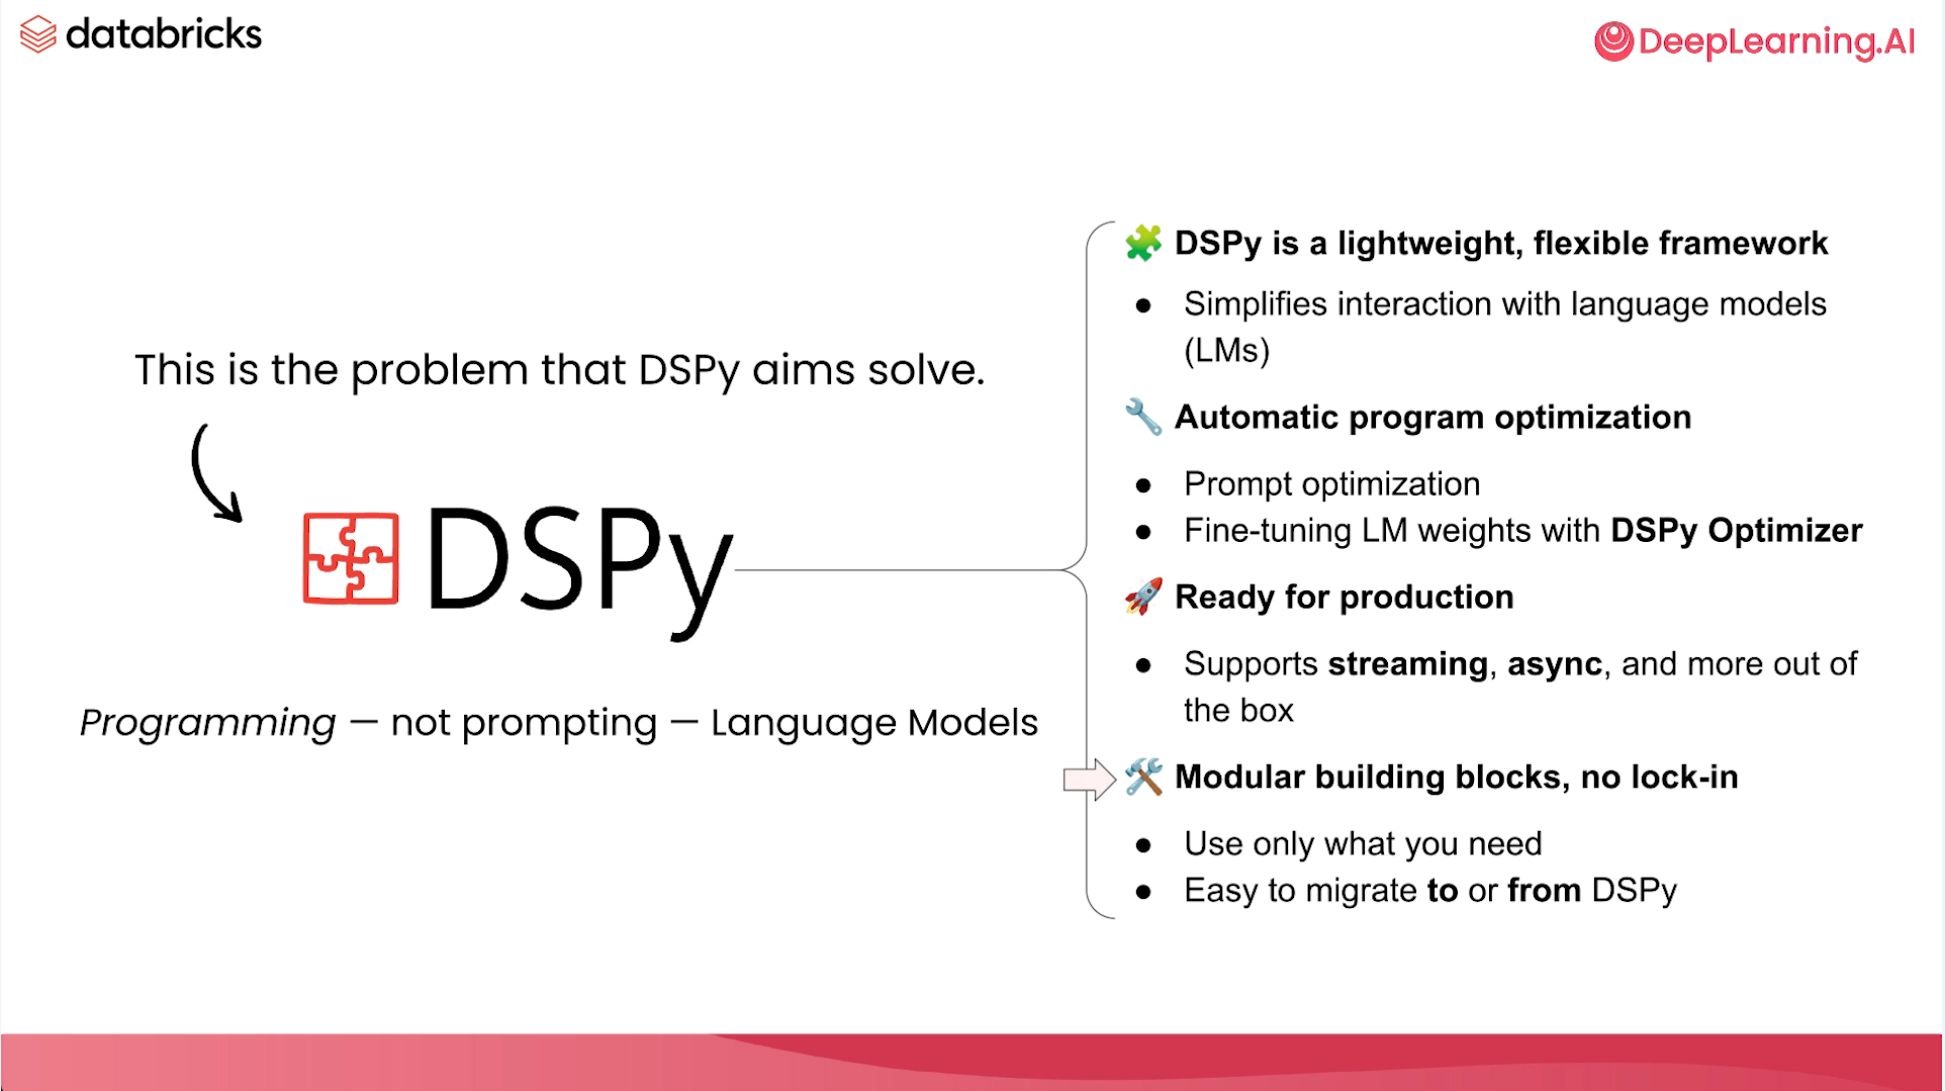 databricks
DeepLearning.AI
This is the problem that DSPy aims solve.
DSPy
Programming — not prompting — Language Models
🧩 DSPy is a lightweight, flexible framework
● Simplifies interaction with language models
(LMs)
🔧 Automatic program optimization
● Prompt optimization
● Fine-tuning LM weights with DSPy Optimizer
🚀 Ready for production
● Supports streaming, async, and more out of
the box
🛠️ Modular building blocks, no lock-in
● Use only what you need
● Easy to migrate to or from DSPy